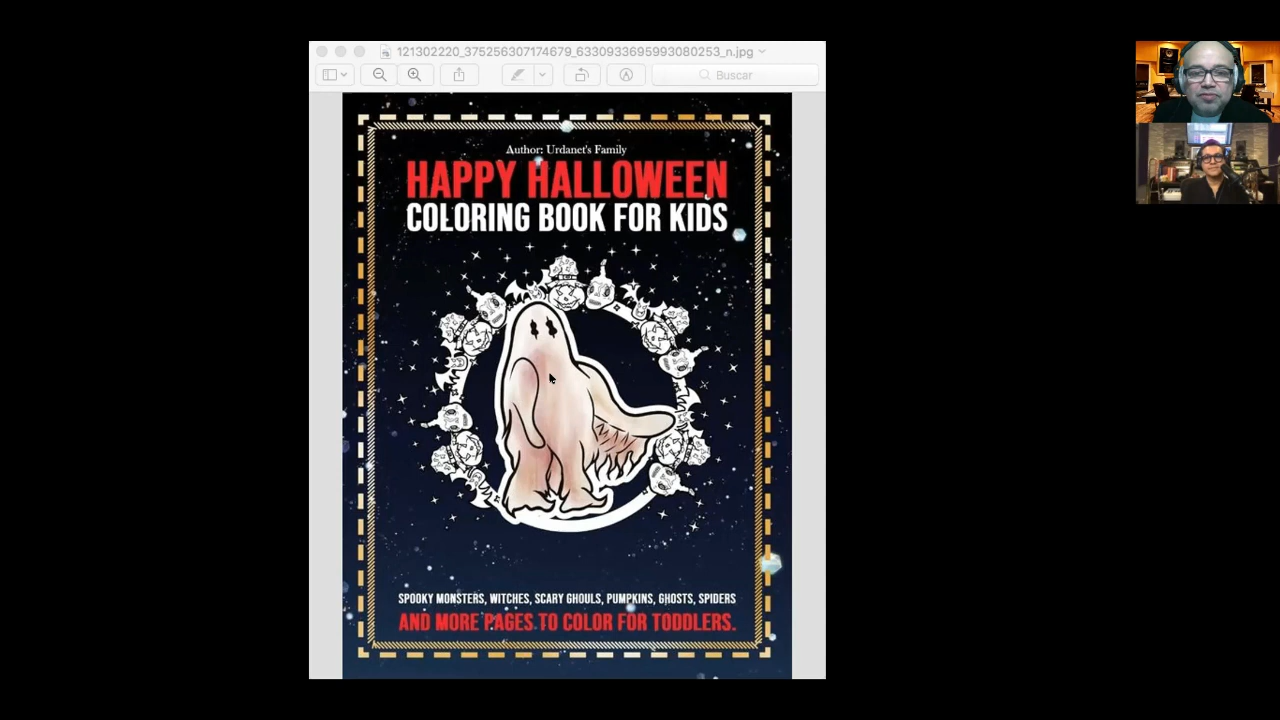 121302220_375256307174679_6330933695993080253_n.jpg
Buscar
Author: Urdanet's Family
HAPPY HALLOWEEN
COLORING BOOK FOR KIDS
SPOOKY MONSTERS, WITCHES, SCARY GHOULS, PUMPKINS, GHOSTS, SPIDERS
AND MORE PAGES TO COLOR FOR TODDLERS.